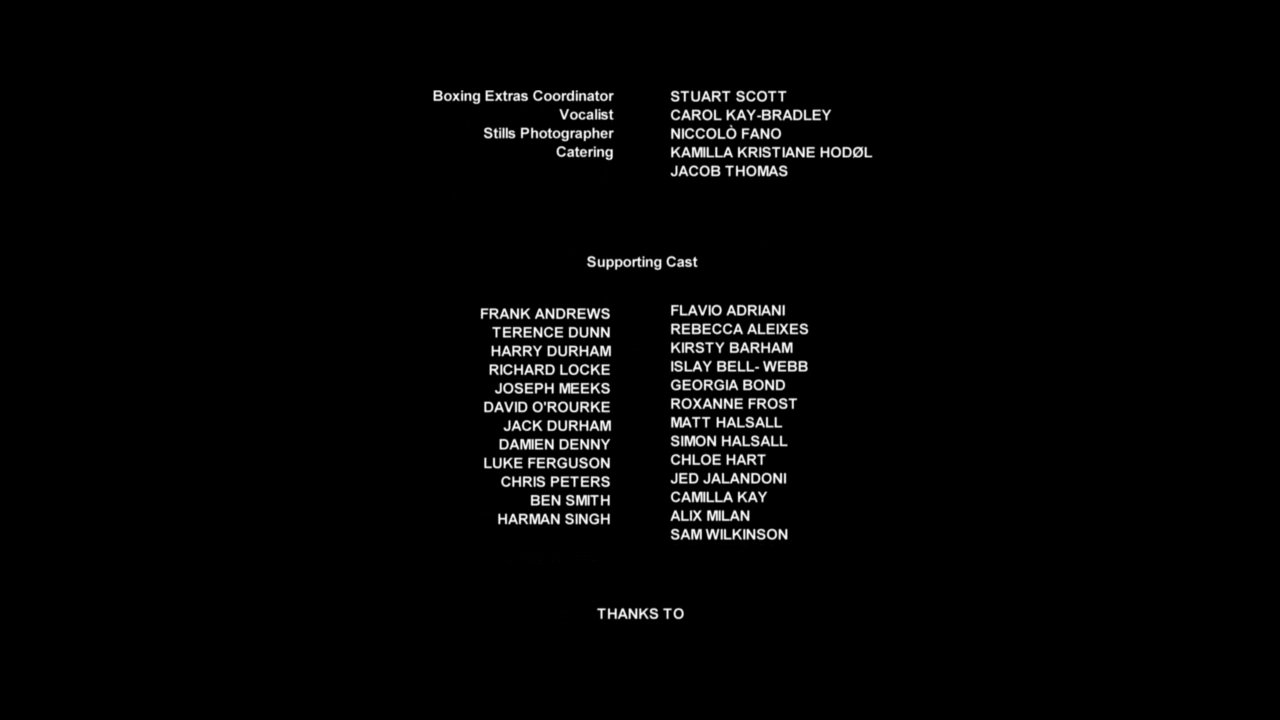 Boxing Extras Coordinator STUART SCOTT
Vocalist CAROL KAY-BRADLEY
Stills Photographer NICCOLÒ FANO
Catering KAMILLA KRISTIANE HODØL
JACOB THOMAS
Supporting Cast
FRANK ANDREWS
TERENCE DUNN
HARRY DURHAM
RICHARD LOCKE
JOSEPH MEEKS
DAVID O'ROURKE
JACK DURHAM
DAMIEN DENNY
LUKE FERGUSON
CHRIS PETERS
BEN SMITH
HARMAN SINGH
FLAVIO ADRIANI
REBECCA ALEIXES
KIRSTY BARHAM
ISLAY BELL- WEBB
GEORGIA BOND
ROXANNE FROST
MATT HALSALL
SIMON HALSALL
CHLOE HART
JED JALANDONI
CAMILLA KAY
ALIX MILAN
SAM WILKINSON
THANKS TO